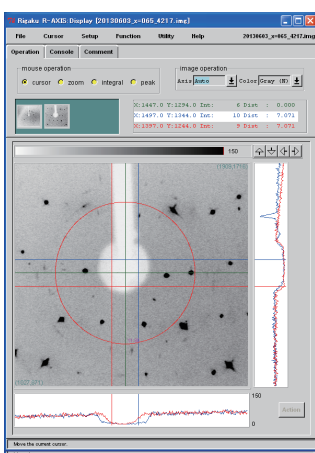 Rigaku R-AXIS:Display [20130603_x=065_4217.img]
File Cursor Setup Function Utility Help 20130603_x=065_4217.img
Operation Console Comment
mouse operation
cursor zoom integral peak
image operation
Axis Auto Color Gray (N)
X:1447.0 Y:1294.0 Int: 6 Dist : 0.000
X:1497.0 Y:1344.0 Int: 10 Dist : 7.071
X:1397.0 Y:1244.0 Int: 9 Dist : 7.071
150
150
0
Action
Move the current cursor.